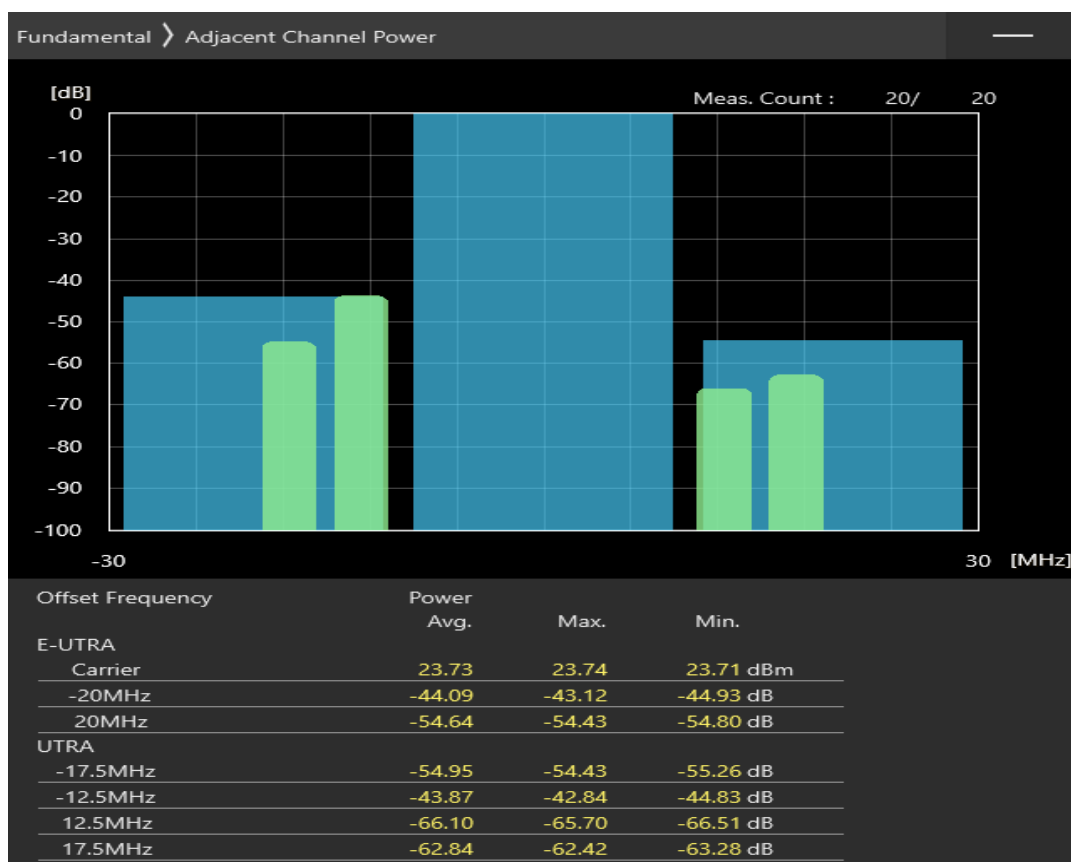 Fundamental ❯ Adjacent Channel Power
[dB]
Meas. Count : 20/ 20
0
-10
-20
-30
-40
-50
-60
-70
-80
-90
-100
-30 30 [MHz]
Offset Frequency Power
Avg. Max. Min.
E-UTRA
Carrier 23.73 23.74 23.71 dBm
-20MHz -44.09 -43.12 -44.93 dB
20MHz -54.64 -54.43 -54.80 dB
UTRA
-17.5MHz -54.95 -54.43 -55.26 dB
-12.5MHz -43.87 -42.84 -44.83 dB
12.5MHz -66.10 -65.70 -66.51 dB
17.5MHz -62.84 -62.42 -63.28 dB